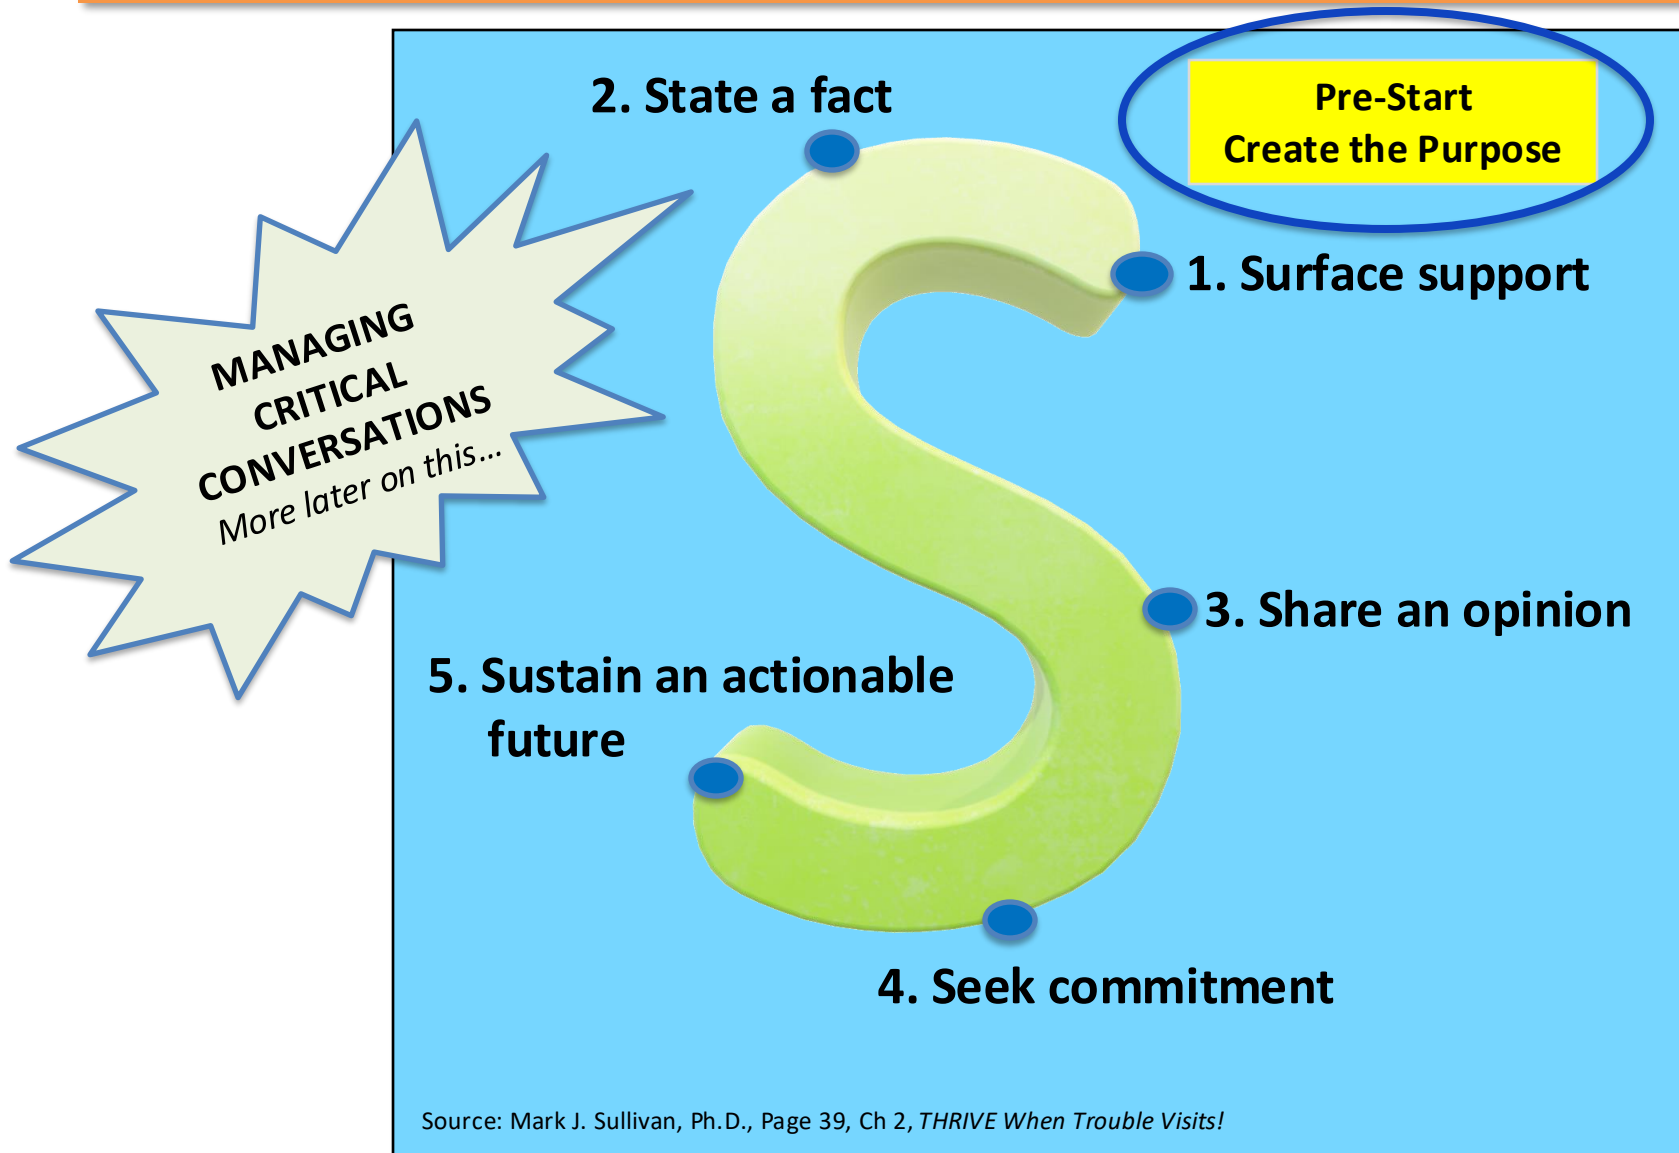 Pre-Start
Create the Purpose
2. State a fact
1. Surface support
MANAGING
CRITICAL
CONVERSATIONS
More later on this...
3. Share an opinion
5. Sustain an actionable
future
4. Seek commitment
Source: Mark J. Sullivan, Ph.D., Page 39, Ch 2, THRIVE When Trouble Visits!